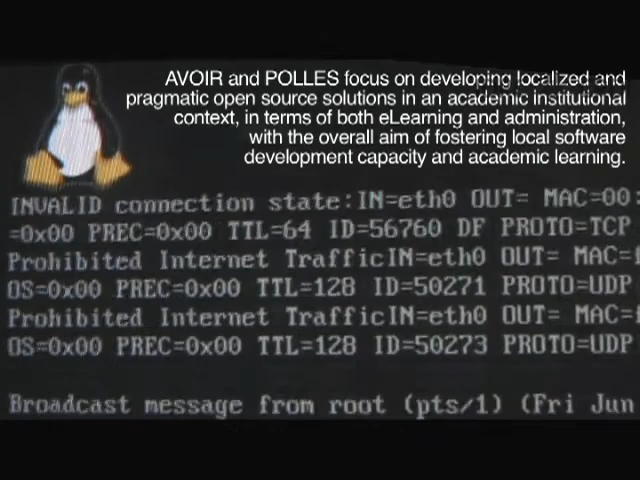 AVOIR and POLLES focus on developing localized and
pragmatic open source solutions in an academic institutional
context, in terms of both eLearning and administration,
with the overall aim of fostering local software
development capacity and academic learning.
INVALID connection state:IN=eth0 OUT= MAC=00:
=0x00 PREC=0x00 TTL=64 ID=56760 DF PROTO=TCP
Prohibited Internet TrafficIN=eth0 OUT= MAC=
OS=0x00 PREC=0x00 TTL=128 ID=50271 PROTO=UDP
Prohibited Internet TrafficIN=eth0 OUT= MAC=
OS=0x00 PREC=0x00 TTL=128 ID=50273 PROTO=UDP
Broadcast message from root (pts/1) (Fri Jun